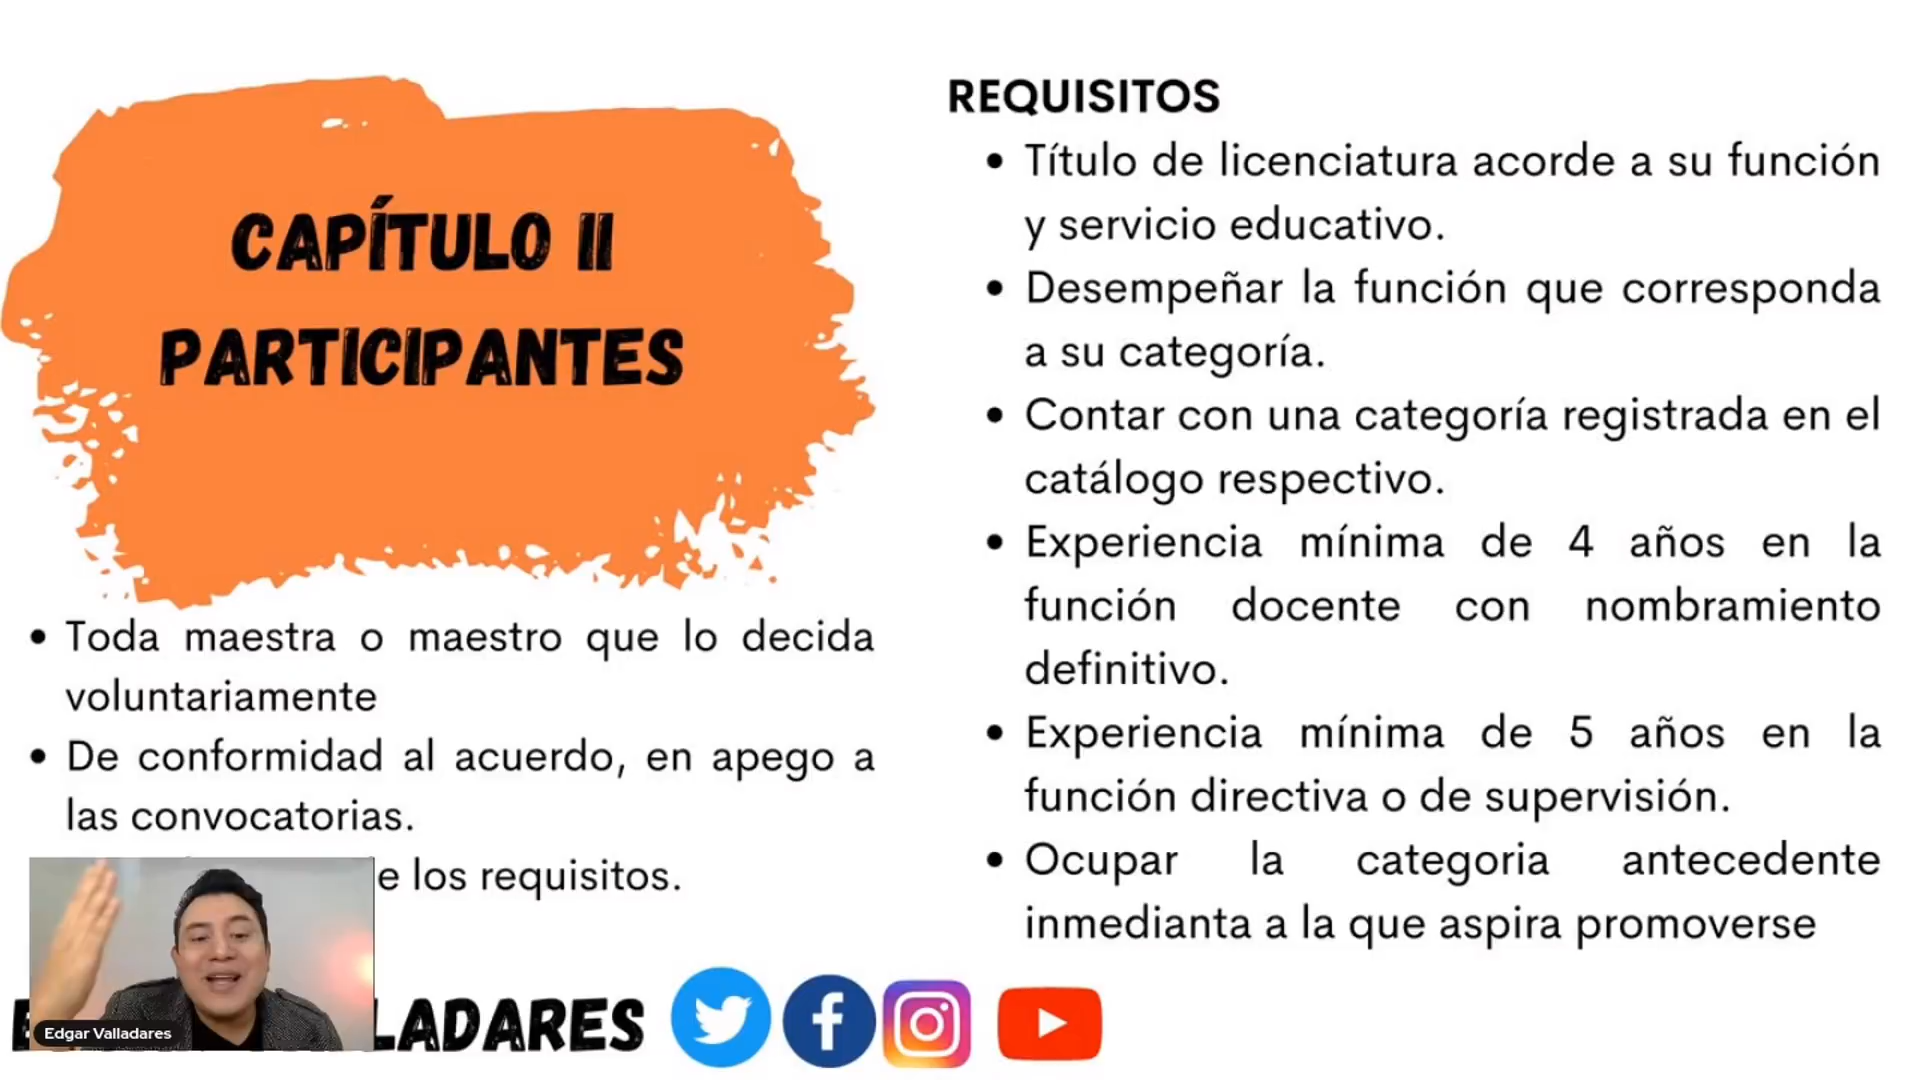 CAPÍTULO II
PARTICIPANTES
• Toda maestra o maestro que lo decida
voluntariamente
• De conformidad al acuerdo, en apego a
las convocatorias.
los requisitos.
Edgar Valladares
LADARES
REQUISITOS
• Título de licenciatura acorde a su función
y servicio educativo.
• Desempeñar la función que corresponda
a su categoría.
• Contar con una categoría registrada en el
catálogo respectivo.
• Experiencia mínima de 4 años en la
función docente con nombramiento
definitivo.
• Experiencia mínima de 5 años en la
función directiva o de supervisión.
• Ocupar la categoria antecedente
inmedianta a la que aspira promoverse